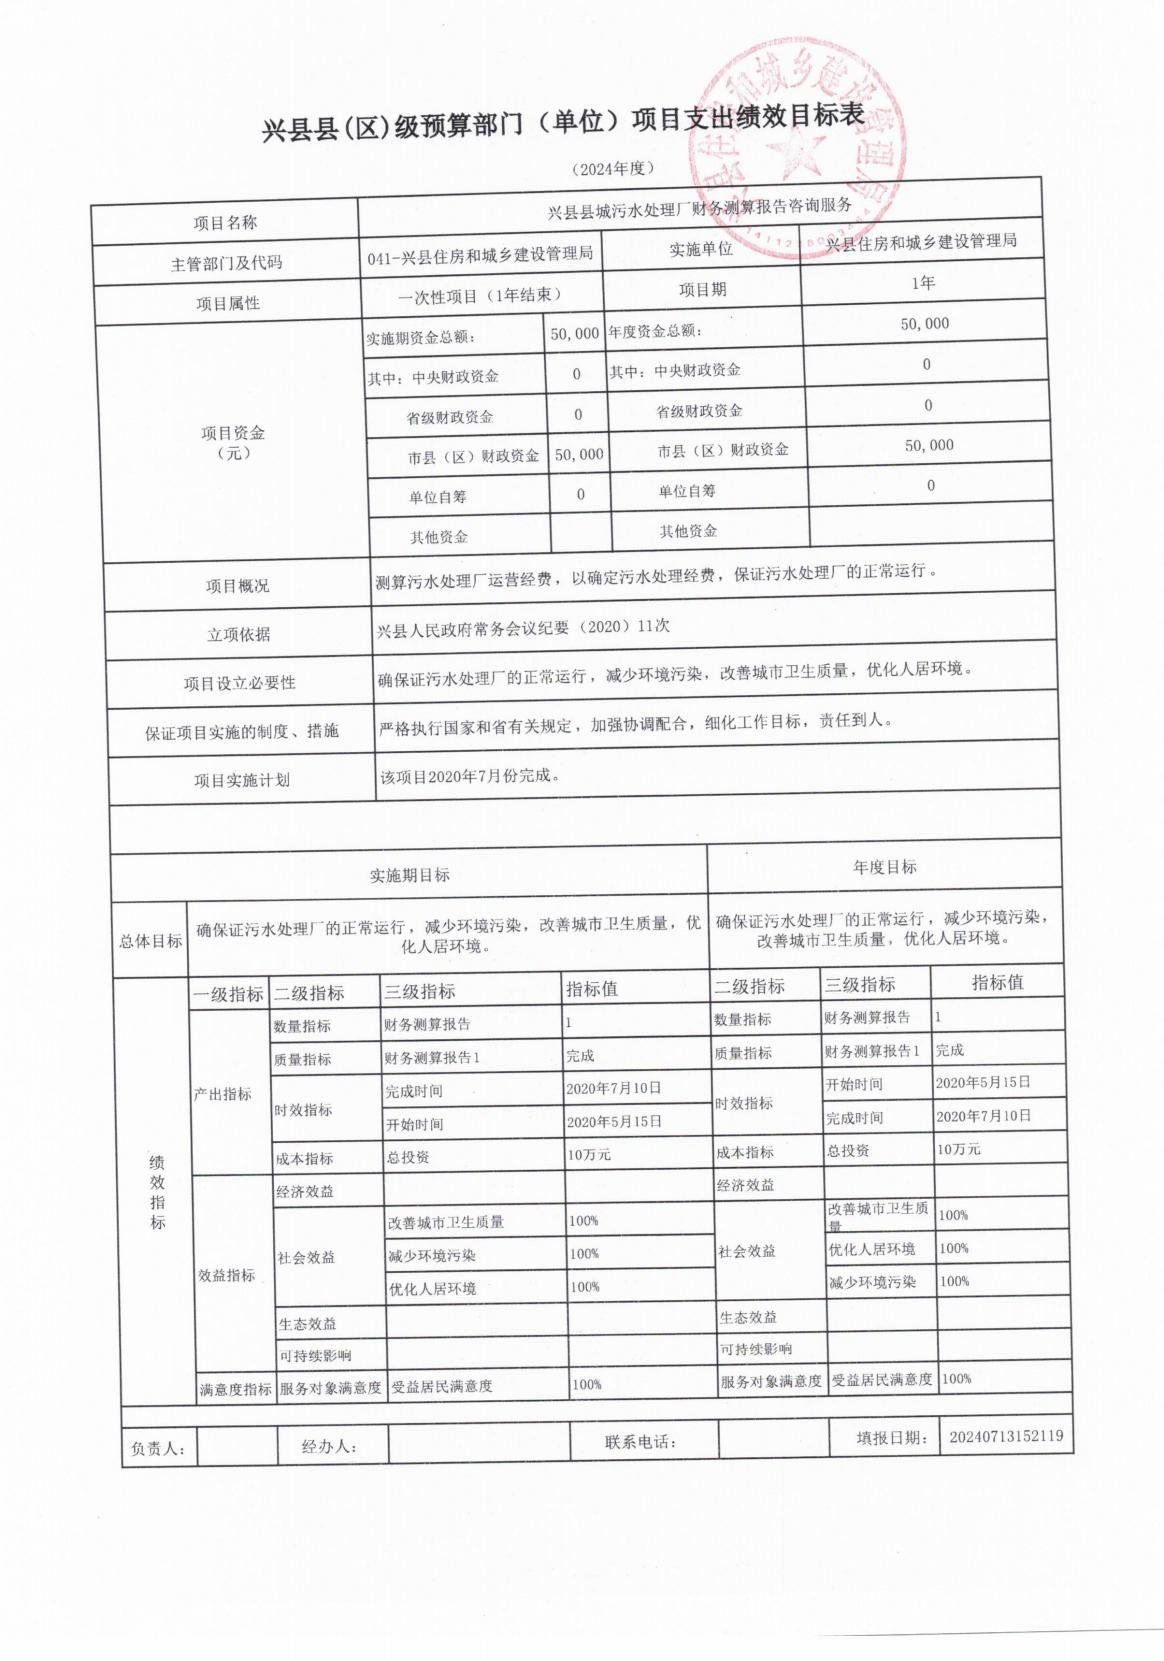 兴县县(区)级预算部门（单位）项目支出绩效目标表
（2024年度）
项目名称 兴县县城污水处理厂财务测算报告咨询服务
主管部门及代码 041-兴县住房和城乡建设管理局 实施单位 兴县住房和城乡建设管理局
项目属性 一次性项目（1年结束） 项目期 1年
项目资金
（元）
实施期资金总额： 50,000 年度资金总额： 50,000
其中：中央财政资金 0 其中：中央财政资金 0
省级财政资金 0 省级财政资金 0
市县（区）财政资金 50,000 市县（区）财政资金 50,000
单位自筹 0 单位自筹 0
其他资金 其他资金
项目概况 测算污水处理厂运营经费，以确定污水处理经费，保证污水处理厂的正常运行。
立项依据 兴县人民政府常务会议纪要（2020）11次
项目设立必要性 确保证污水处理厂的正常运行，减少环境污染，改善城市卫生质量，优化人居环境。
保证项目实施的制度、措施 严格执行国家和省有关规定，加强协调配合，细化工作目标，责任到人。
项目实施计划 该项目2020年7月份完成。
实施期目标 年度目标
总体目标
确保证污水处理厂的正常运行，减少环境污染，改善城市卫生质量，优
化人居环境。
确保证污水处理厂的正常运行，减少环境污染，
改善城市卫生质量，优化人居环境。
绩效指标
一级指标 二级指标 三级指标 指标值 二级指标 三级指标 指标值
产出指标
数量指标 财务测算报告 1 数量指标 财务测算报告 1
质量指标 财务测算报告1 完成 质量指标 财务测算报告1 完成
时效指标 完成时间 2020年7月10日 时效指标 开始时间 2020年5月15日
开始时间 2020年5月15日 完成时间 2020年7月10日
成本指标 总投资 10万元 成本指标 总投资 10万元
效益指标
经济效益 经济效益
社会效益 改善城市卫生质量 100% 社会效益 改善城市卫生质
量 100%
减少环境污染 100% 优化人居环境 100%
优化人居环境 100% 减少环境污染 100%
生态效益 生态效益
可持续影响 可持续影响
满意度指标 服务对象满意度 受益居民满意度 100% 服务对象满意度 受益居民满意度 100%
负责人： 经办人： 联系电话： 填报日期： 20240713152119